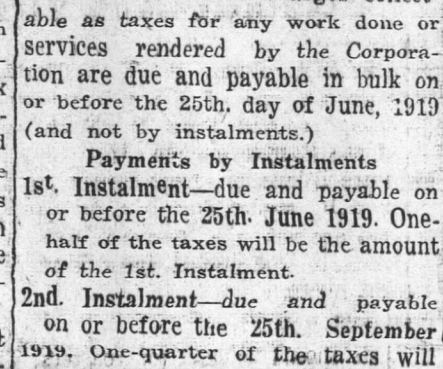 able as taxes for any work done or
services rendered by the Corpora-
tion are due and payable in bulk on
or before the 25th. day of June, 1919
(and not by instalments.)
Payments by Instalments
1st. Instalment—due and payable on
or before the 25th. June 1919. One-
half of the taxes will be the amount
of the 1st. Instalment.
2nd. Instalment—due and payable
on or before the 25th. September
1919. One-quarter of the taxes will